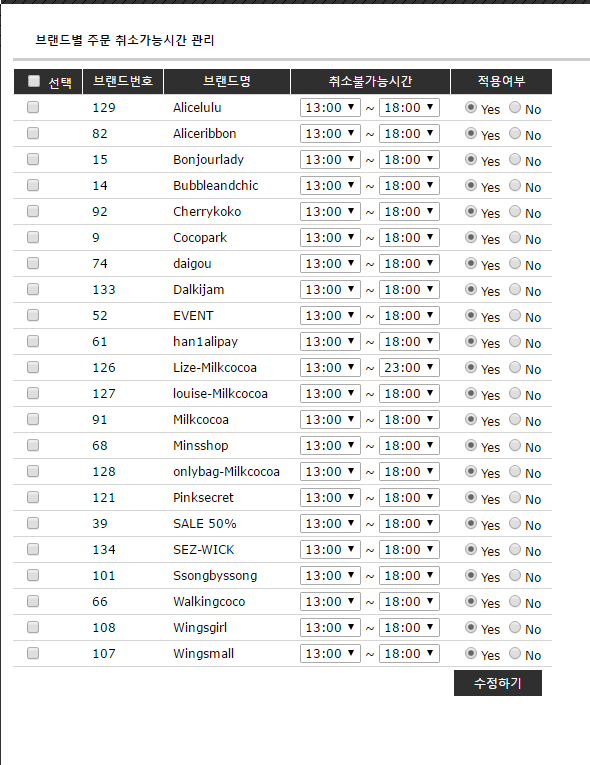 브랜드별 주문 취소가능시간 관리
선택 브랜드번호 브랜드명 취소불가능시간 적용여부
129 Alicelulu 13:00 ~ 18:00 Yes No
82 Aliceribbon 13:00 ~ 18:00 Yes No
15 Bonjourlady 13:00 ~ 18:00 Yes No
14 Bubbleandchic 13:00 ~ 18:00 Yes No
92 Cherrykoko 13:00 ~ 18:00 Yes No
9 Cocopark 13:00 ~ 18:00 Yes No
74 daigou 13:00 ~ 18:00 Yes No
133 Dalkijam 13:00 ~ 18:00 Yes No
52 EVENT 13:00 ~ 18:00 Yes No
61 han1alipay 13:00 ~ 18:00 Yes No
126 Lize-Milkcocoa 13:00 ~ 23:00 Yes No
127 louise-Milkcocoa 13:00 ~ 18:00 Yes No
91 Milkcocoa 13:00 ~ 18:00 Yes No
68 Minsshop 13:00 ~ 18:00 Yes No
128 onlybag-Milkcocoa 13:00 ~ 18:00 Yes No
121 Pinksecret 13:00 ~ 18:00 Yes No
39 SALE 50% 13:00 ~ 18:00 Yes No
134 SEZ-WICK 13:00 ~ 18:00 Yes No
101 Ssongbyssong 13:00 ~ 18:00 Yes No
66 Walkingcoco 13:00 ~ 18:00 Yes No
108 Wingsgirl 13:00 ~ 18:00 Yes No
107 Wingsmall 13:00 ~ 18:00 Yes No
수정하기